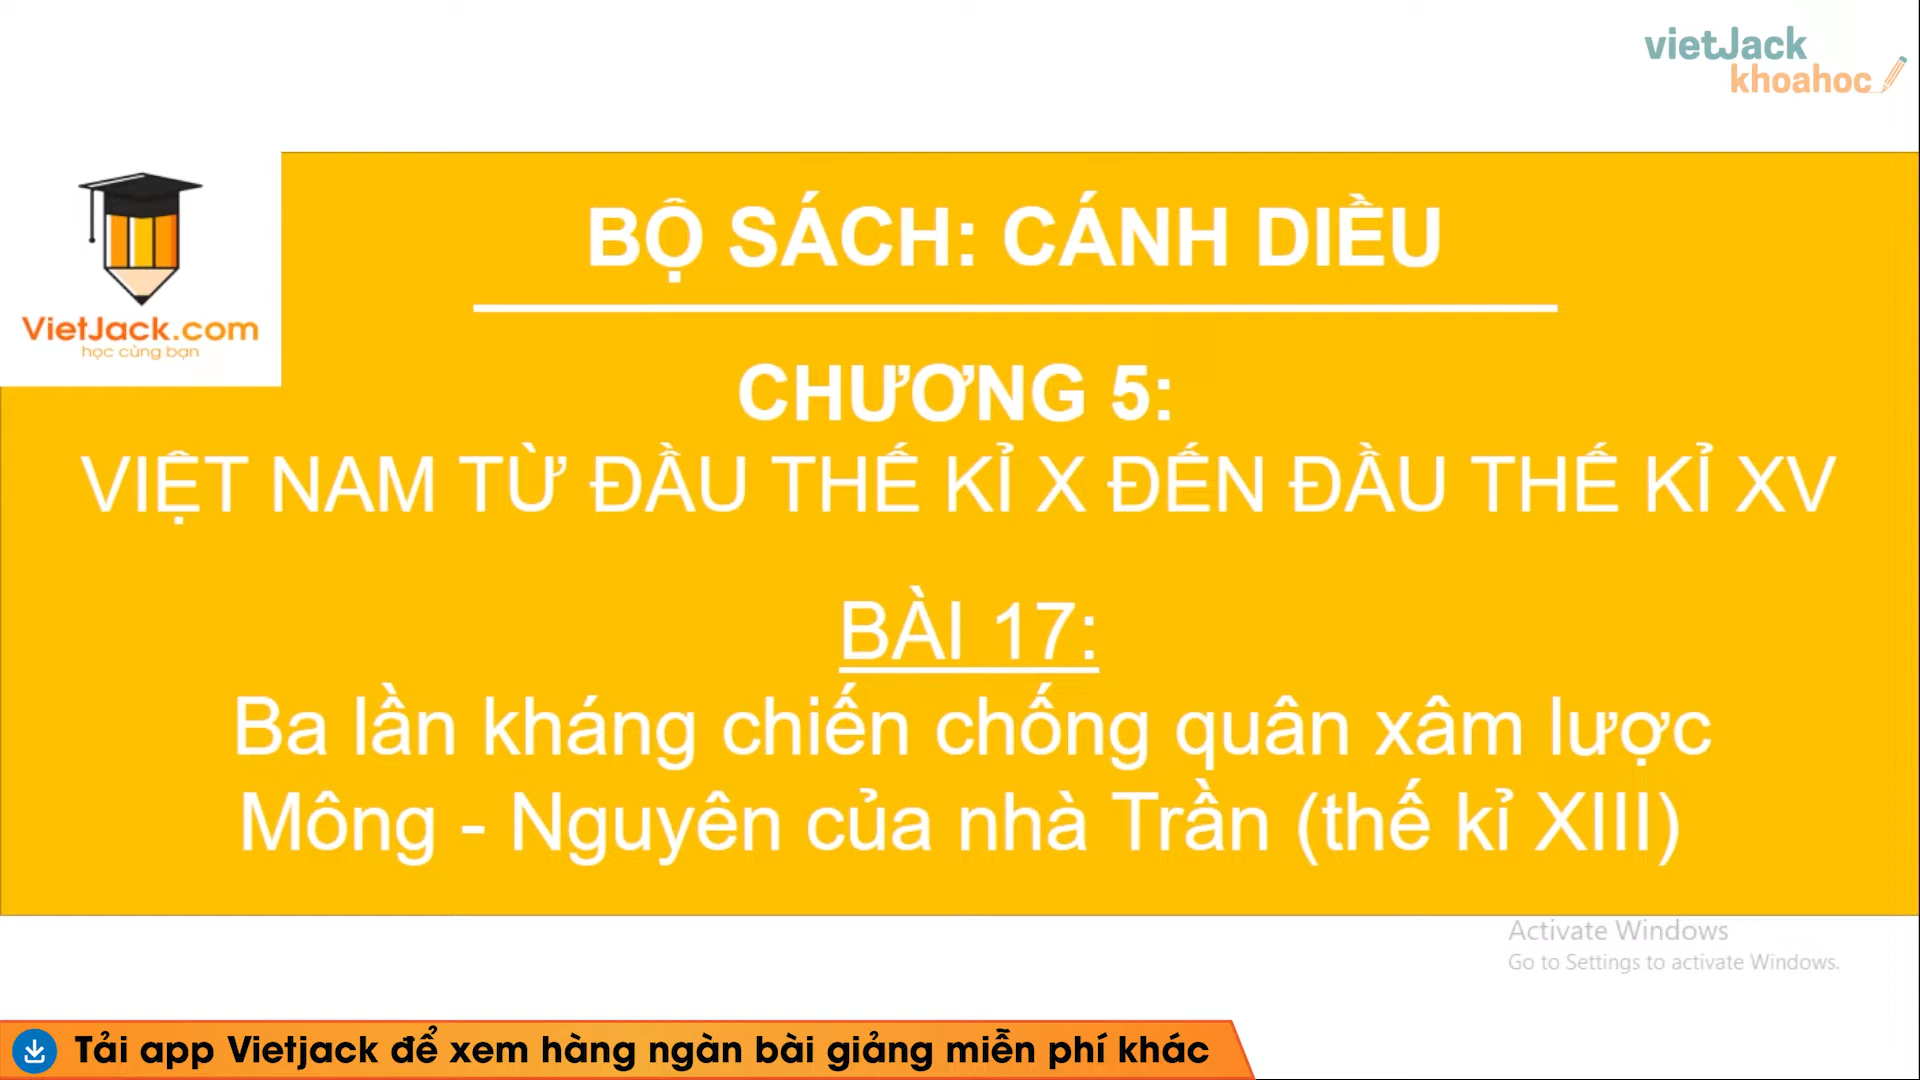 vietJack
khoahoc
VietJack.com
học cùng bạn
BỘ SÁCH: CÁNH DIỀU
CHƯƠNG 5:
VIỆT NAM TỪ ĐẦU THẾ KỈ X ĐẾN ĐẦU THẾ KỈ XV
BÀI 17:
Ba lần kháng chiến chống quân xâm lược
Mông - Nguyên của nhà Trần (thế kỉ XIII)
Activate Windows
Go to Settings to activate Windows.
Tải app Vietjack để xem hàng ngàn bài giảng miễn phí khác